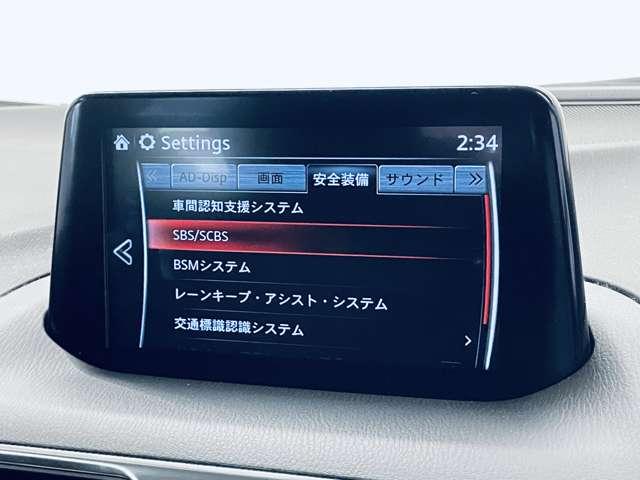 Settings
2:34
AD-Disp 画面 安全装備 サウンド
車間認知支援システム
SBS/SCBS
BSMシステム
レーンキープ・アシスト・システム
交通標識認識システム